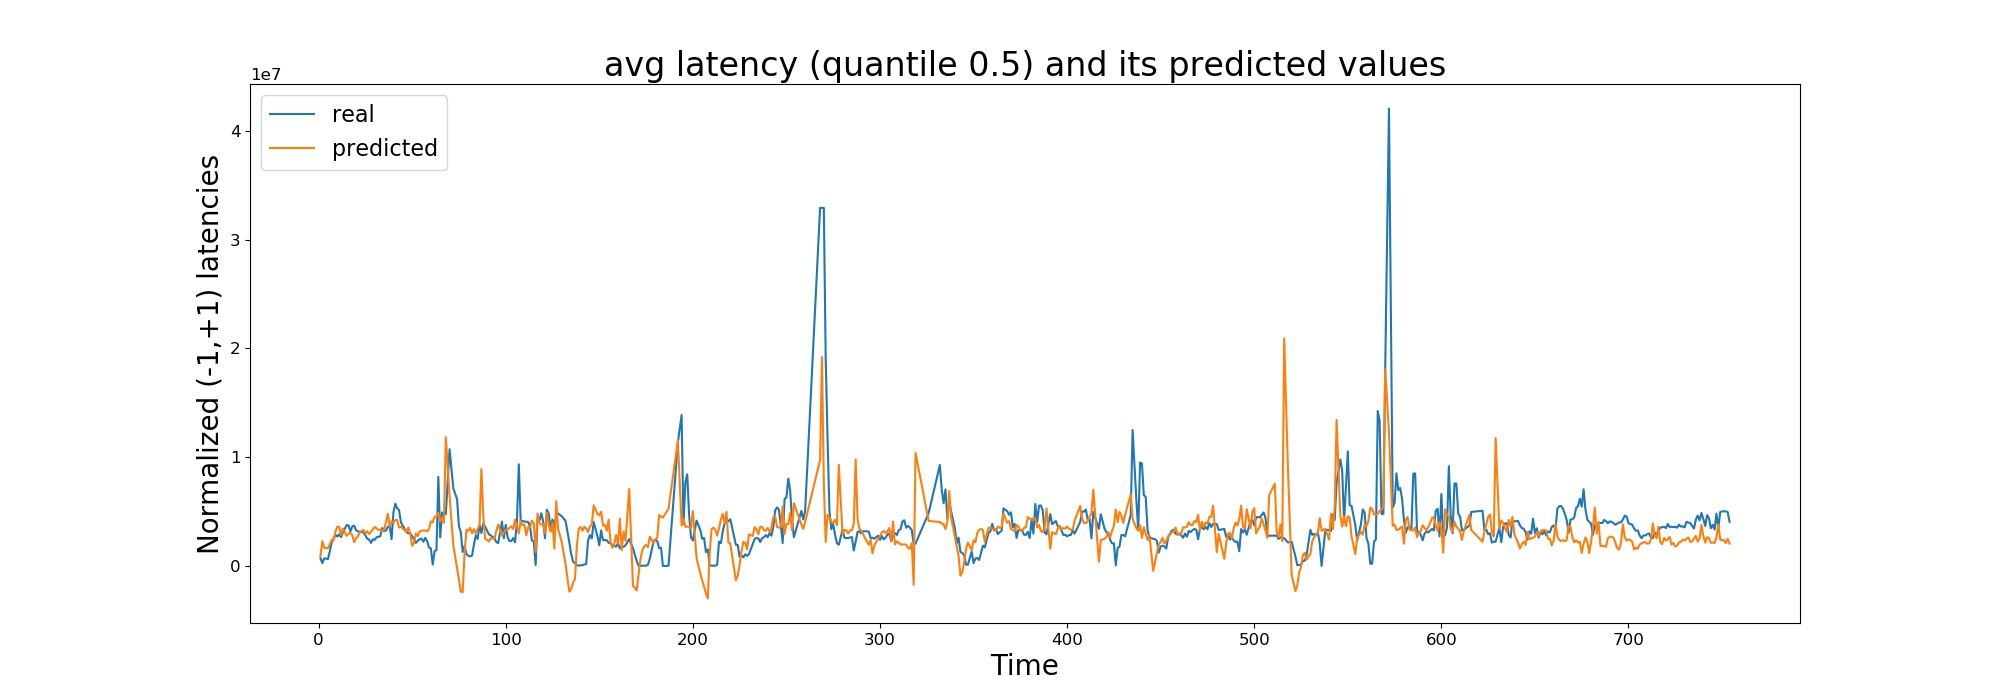 avg latency (quantile 0.5) and its predicted values
1e7
real
predicted
4
3
2
1
0
Normalized (-1,+1) latencies
0 100 200 300 400 500 600 700
Time